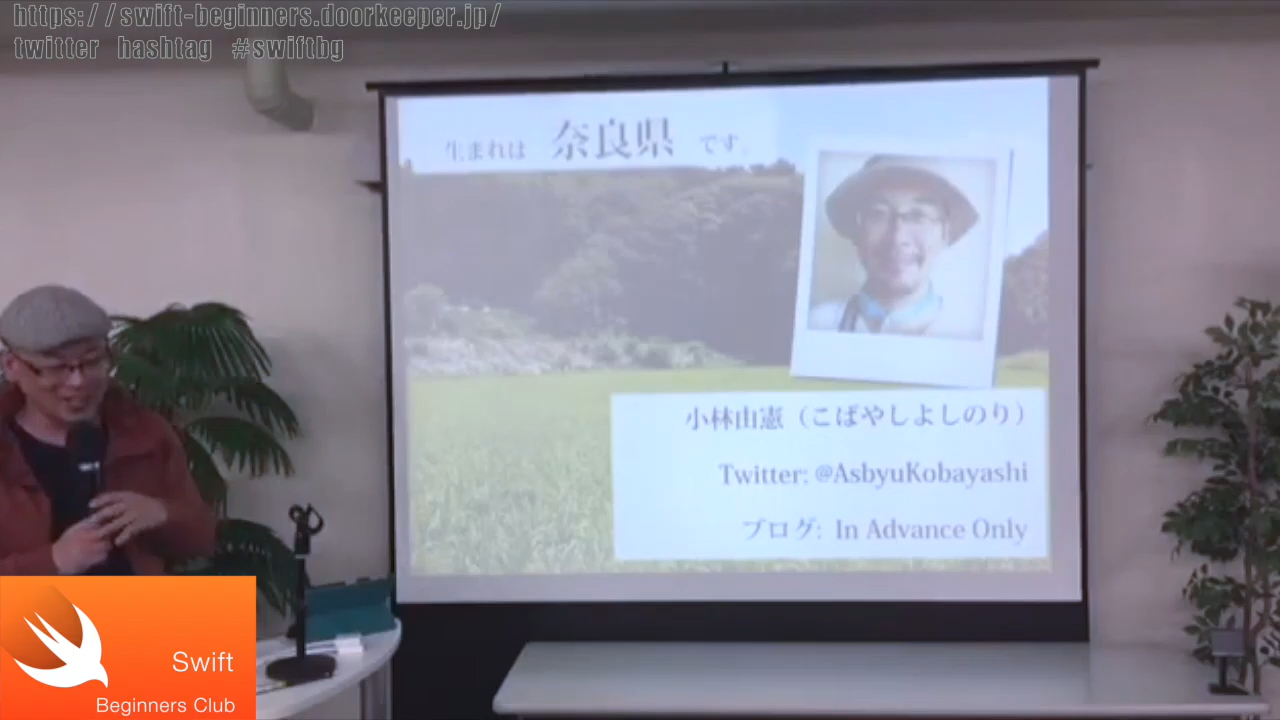 https://swift-beginners.doorkeeper.jp/
twitter hashtag #swiftbg
生まれは 奈良県 です。
小林由憲（こばやしよしのり）
Twitter: @AsbyuKobayashi
ブログ: In Advance Only
Swift
Beginners Club